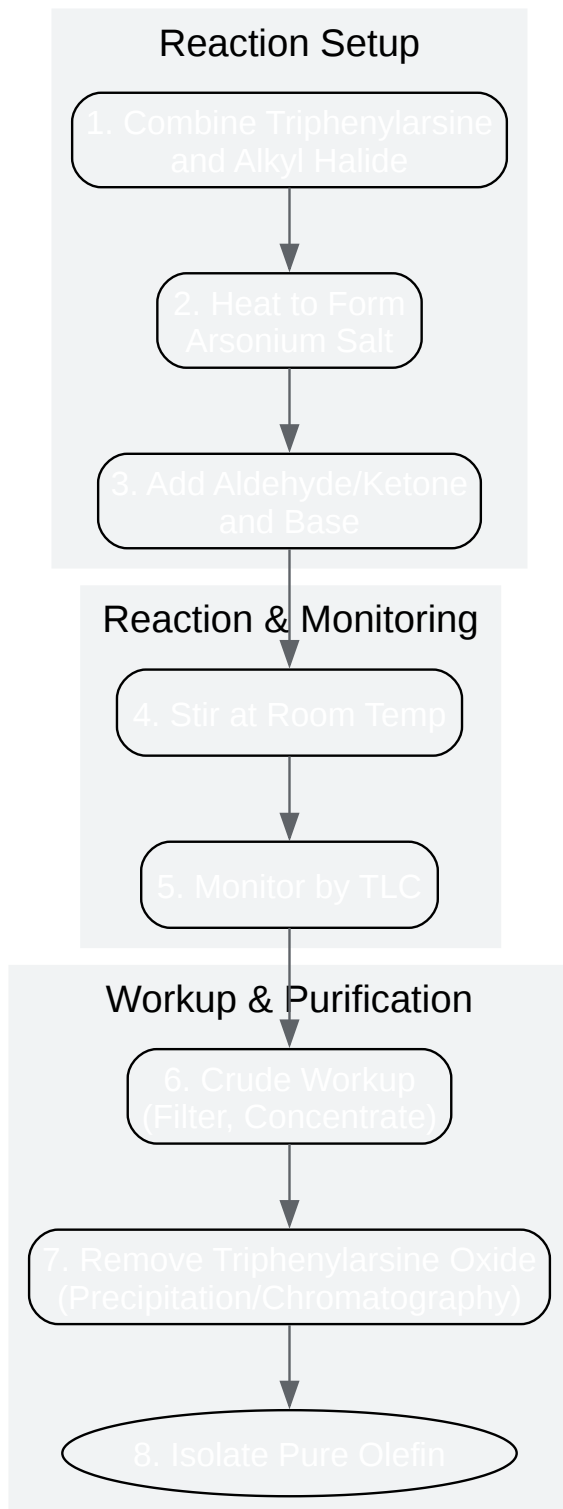 Reaction Setup
1. Combine Triphenylarsine
and Alkyl Halide
2. Heat to Form
Arsonium Salt
3. Add Aldehyde/Ketone
and Base
Reaction & Monitoring
4. Stir at Room Temp
5. Monitor by TLC
Workup & Purification
6. Crude Workup
(Filter, Concentrate)
7. Remove Triphenylarsine Oxide
(Precipitation/Chromatography)
8. Isolate Pure Olefin